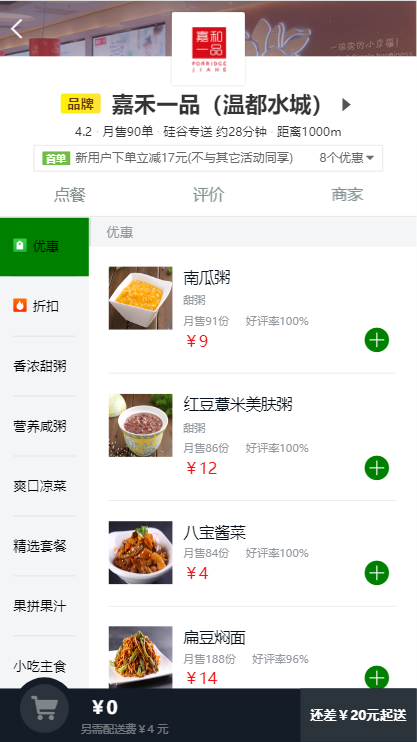 一碗粥的小幸福!
嘉和
一品
PORRIDGE
JIAHE
品牌 嘉禾一品（温都水城）
4.2 · 月售90单 · 硅谷专送 约28分钟 · 距离1000m
首单 新用户下单立减17元(不与其它活动同享) 8个优惠
点餐 评价 商家
优惠
折扣
香浓甜粥
营养咸粥
爽口凉菜
精选套餐
果拼果汁
小吃主食
优惠
南瓜粥
甜粥
月售91份 好评率100%
￥9
红豆薏米美肤粥
甜粥
月售86份 好评率100%
￥12
八宝酱菜
月售84份 好评率100%
￥4
扁豆焖面
月售188份 好评率96%
￥14
￥0
另需配送费￥4 元
还差￥20元起送